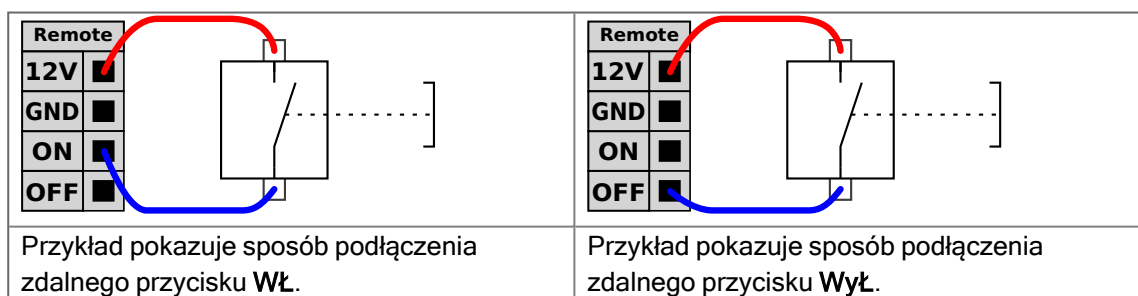 Remote
12V
GND
ON
OFF
Remote
12V
GND
ON
OFF
Przykład pokazuje sposób podłączenia
zdalnego przycisku WŁ.
Przykład pokazuje sposób podłączenia
zdalnego przycisku WyŁ.